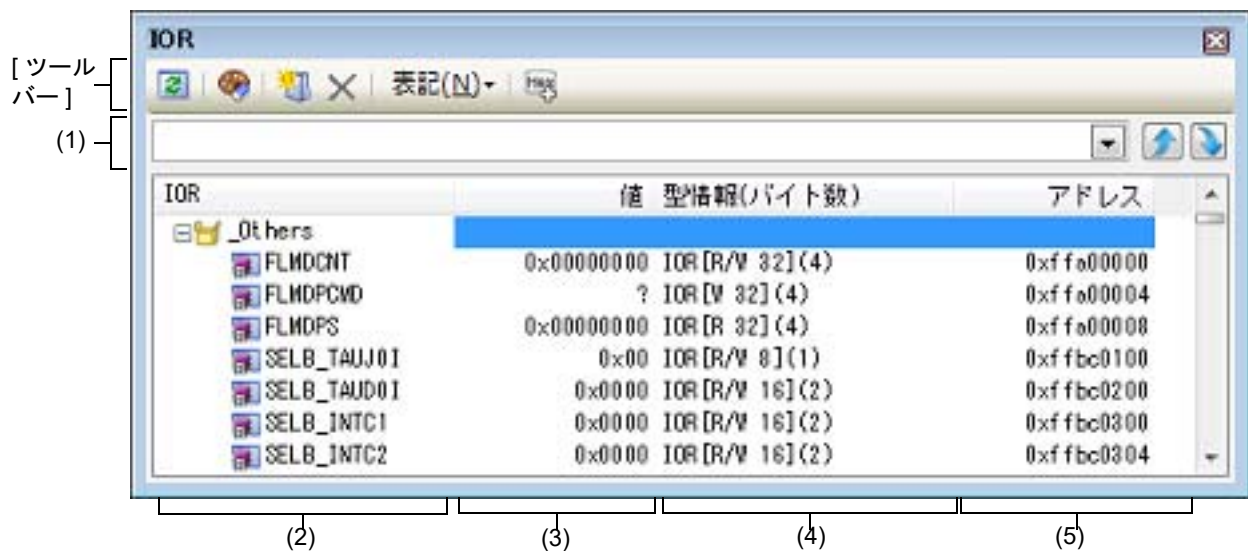 IOR
[ツール
バー]
表記(N)
Hex
(1)
IOR 値 型情報(バイト数) アドレス
_Others
FLMDCNT 0x00000000 IOR[R/W 32](4) 0xffa00000
FLMDPCMD ? IOR[W 32](4) 0xffa00004
FLMDPS 0x00000000 IOR[R 32](4) 0xffa00008
SELB_TAUJ0I 0x00 IOR[R/W 8](1) 0xffbc0100
SELB_TAUD0I 0x0000 IOR[R/W 16](2) 0xffbc0200
SELB_INTC1 0x0000 IOR[R/W 16](2) 0xffbc0300
SELB_INTC2 0x0000 IOR[R/W 16](2) 0xffbc0304
(2) (3) (4) (5)